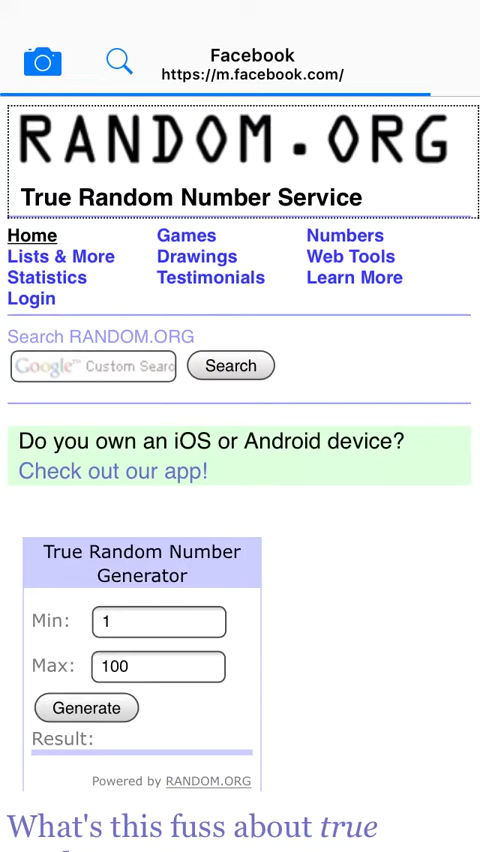 Facebook
https://m.facebook.com/
RANDOM.ORG
True Random Number Service
Home Games Numbers
Lists & More Drawings Web Tools
Statistics Testimonials Learn More
Login
Search RANDOM.ORG
Google™ Custom Searc Search
Do you own an iOS or Android device?
Check out our app!
True Random Number
Generator
Min: 1
Max: 100
Generate
Result:
Powered by RANDOM.ORG
What's this fuss about true